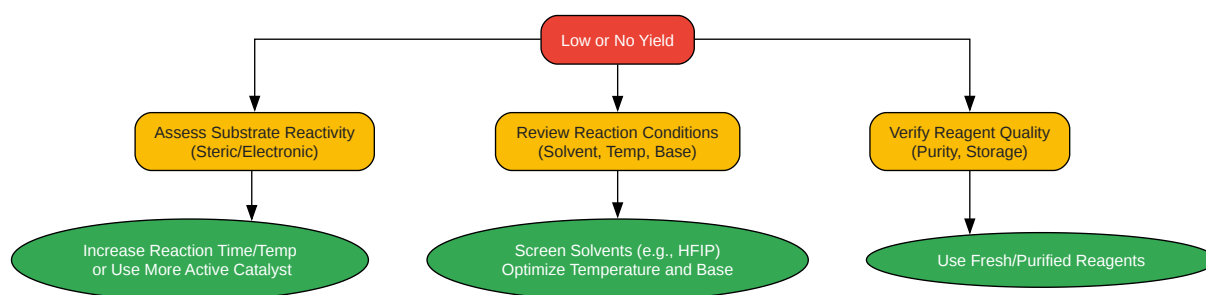 Low or No Yield
Assess Substrate Reactivity
(Steric/Electronic)
Review Reaction Conditions
(Solvent, Temp, Base)
Verify Reagent Quality
(Purity, Storage)
Increase Reaction Time/Temp
or Use More Active Catalyst
Screen Solvents (e.g., HFIP)
Optimize Temperature and Base
Use Fresh/Purified Reagents